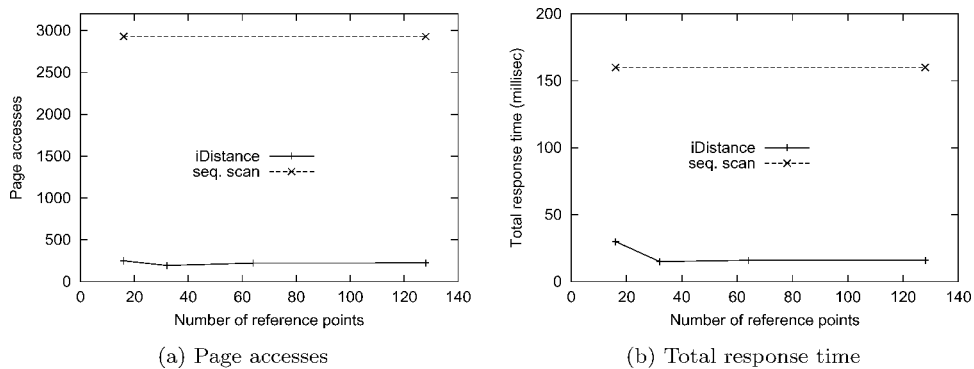 3000
2500
2000
1500
1000
500
0
Page accesses
iDistance
seq. scan
0 20 40 60 80 100 120 140
Number of reference points
(a) Page accesses
200
150
100
50
0
Total response time (millisec)
iDistance
seq. scan
0 20 40 60 80 100 120 140
Number of reference points
(b) Total response time